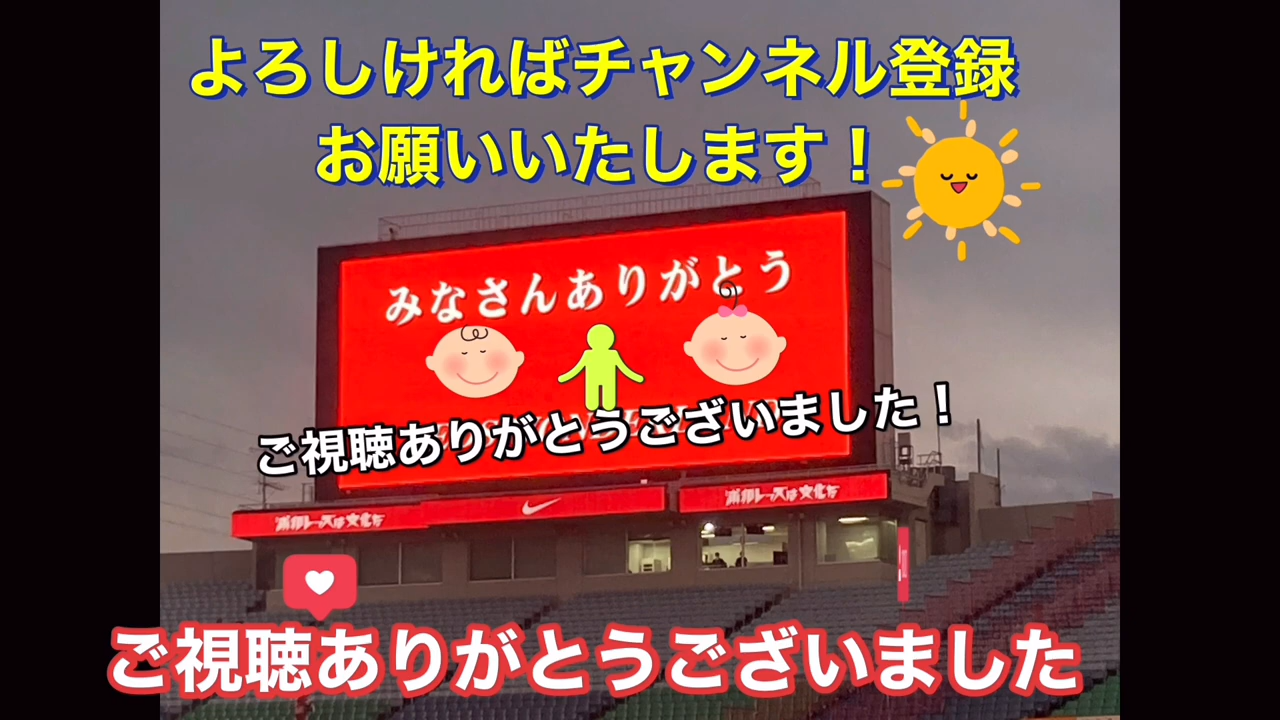 よろしければチャンネル登録
お願いいたします！
みなさんありがとう
ご視聴ありがとうございました！
ご視聴ありがとうございました